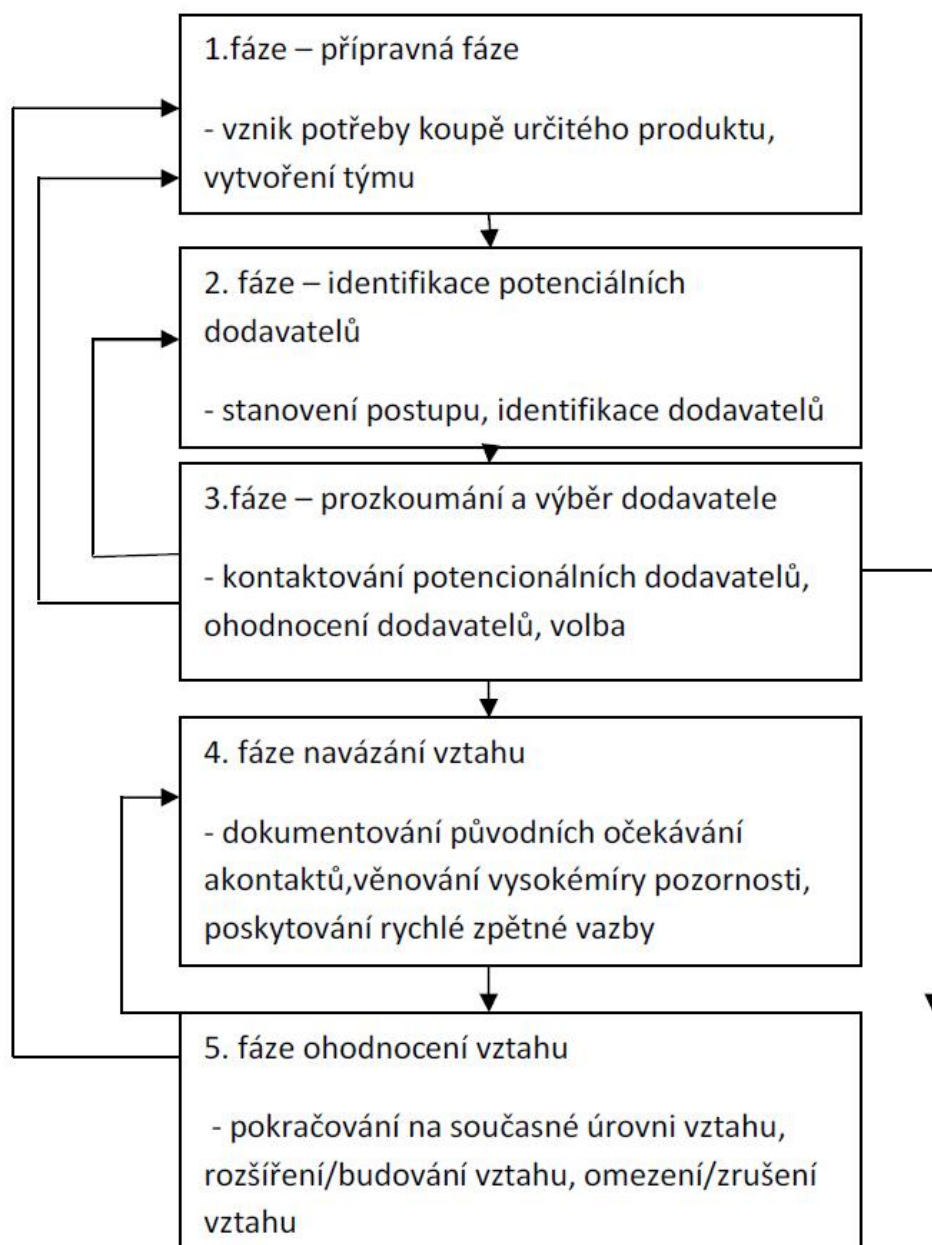 1.fáze – přípravná fáze
- vznik potřeby koupě určitého produktu,
vytvoření týmu
2. fáze – identifikace potenciálních
dodavatelů
- stanovení postupu, identifikace dodavatelů
3.fáze – prozkoumání a výběr dodavatele
- kontaktování potencionálních dodavatelů,
ohodnocení dodavatelů, volba
4. fáze navázání vztahu
- dokumentování původních očekávání
akontaktů,věnování vysokémíry pozornosti,
poskytování rychlé zpětné vazby
5. fáze ohodnocení vztahu
- pokračování na současné úrovni vztahu,
rozšíření/budování vztahu, omezení/zrušení
vztahu